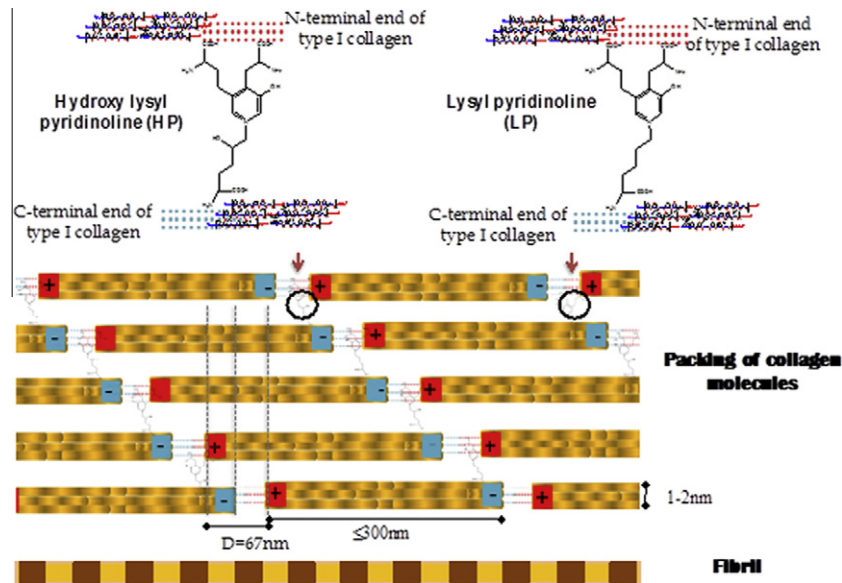 N-terminal end of
type I collagen
Hydroxy lysyl
pyridinoline (HP)
C-terminal end of
type I collagen
N-terminal end
of type I collagen
Lysyl pyridinoline
(LP)
C-terminal end of
type I collagen
+ - + - +
- + -
Packing of collagen
molecules
- - +
- + - +
- + - +
1-2nm
D=67nm
≤300nm
Fibril